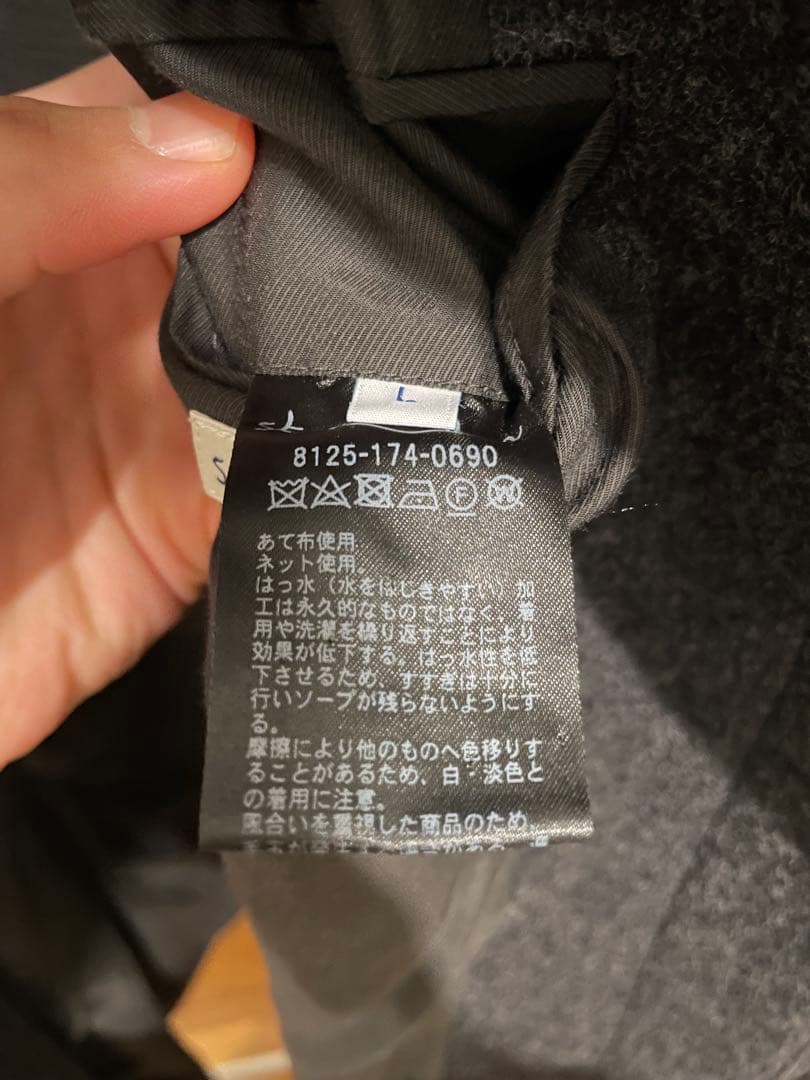 L
S
8125-174-0690
F W
あて布使用
ネット使用。
はっ水（水をはじきやすい）加
工は永久的なものではなく、着
用や洗濯を繰り返すことにより
効果が低下する。はっ水性を低
下させるため、すすぎは十分に
行いソープが残らないようにす
る。
摩擦により他のものへ色移りす
ることがあるため、白・淡色と
の着用に注意。
風合いを重視した商品のため、